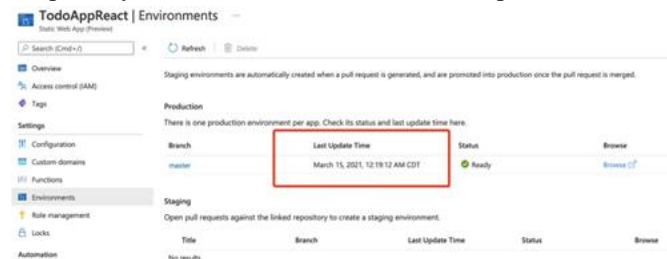 TodoAppReact | Environments ...
Static Web App (Preview)
Search (Cmd+/)
«
Refresh
Delete
Overview
Access control (IAM)
Tags
Settings
Configuration
Custom domains
Functions
Environments
Role management
Locks
Automation
Staging environments are automatically created when a pull request is generated, and are promoted into production once the pull request is merged.
Production
There is one production environment per app. Check its status and last update time here.
Branch Last Update Time Status Browse
master March 15, 2021, 12:19:12 AM CDT Ready Browse
Staging
Open pull requests against the linked repository to create a staging environment.
Title Branch Last Update Time Status Browse
No results